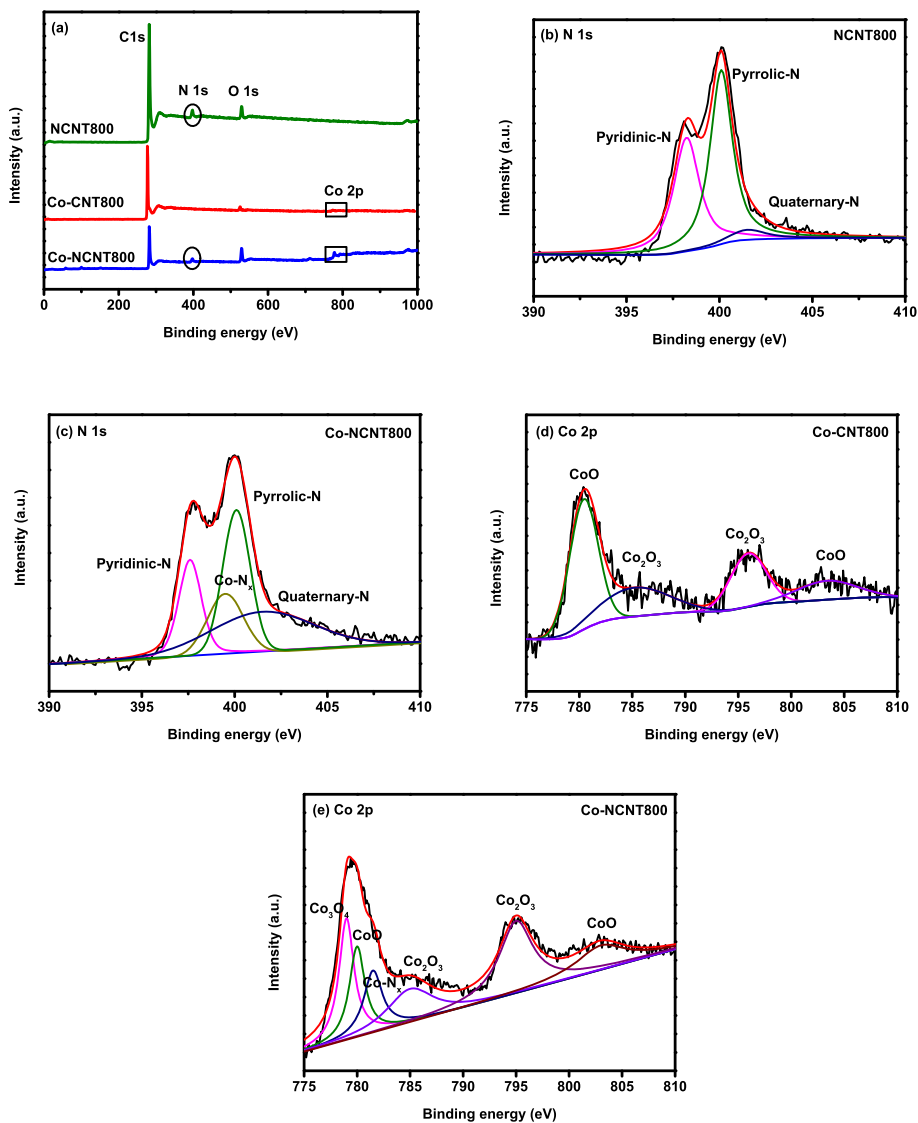 (a)
C1s
N 1s
O 1s
NCNT800
Co-CNT800
Co 2p
Co-NCNT800
Intensity (a.u.)
0 200 400 600 800 1000
Binding energy (eV)
(b) N 1s NCNT800
Pyrrolic-N
Pyridinic-N
Quaternary-N
Intensity (a.u.)
390 395 400 405 410
Binding energy (eV)
(c) N 1s Co-NCNT800
Pyrrolic-N
Pyridinic-N
Co-Nₓ
Quaternary-N
Intensity (a.u.)
390 395 400 405 410
Binding energy (eV)
(d) Co 2p Co-CNT800
CoO
Co₂O₃
Co₂O₃
CoO
Intensity (a.u.)
775 780 785 790 795 800 805 810
Binding energy (eV)
(e) Co 2p Co-NCNT800
Co₃O₄
CoO
Co-Nₓ
Co₂O₃
Co₂O₃
CoO
Intensity (a.u.)
775 780 785 790 795 800 805 810
Binding energy (eV)